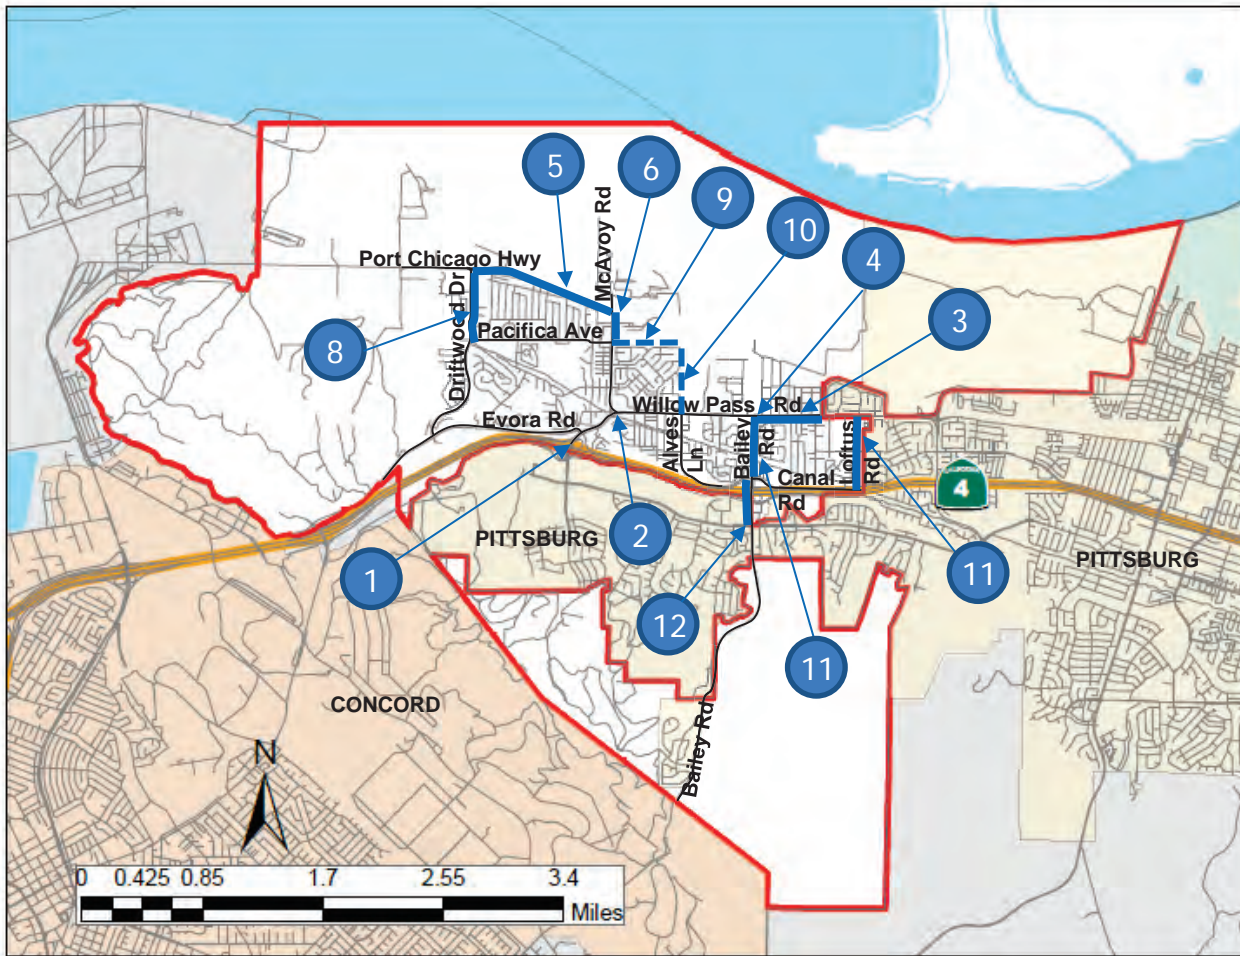 5
6
9
10
4
3
McAvoy Rd
Port Chicago Hwy
Driftwood Dr
Pacifica Ave
8
Willow Pass Rd
Evora Rd
Alves
Ln
Bailey
Rd
Loftus
Rd
Canal
Rd
4
PITTSBURG
2
1
12
11
11
PITTSBURG
CONCORD
Bailey Rd
N
0 0.425 0.85 1.7 2.55 3.4
Miles